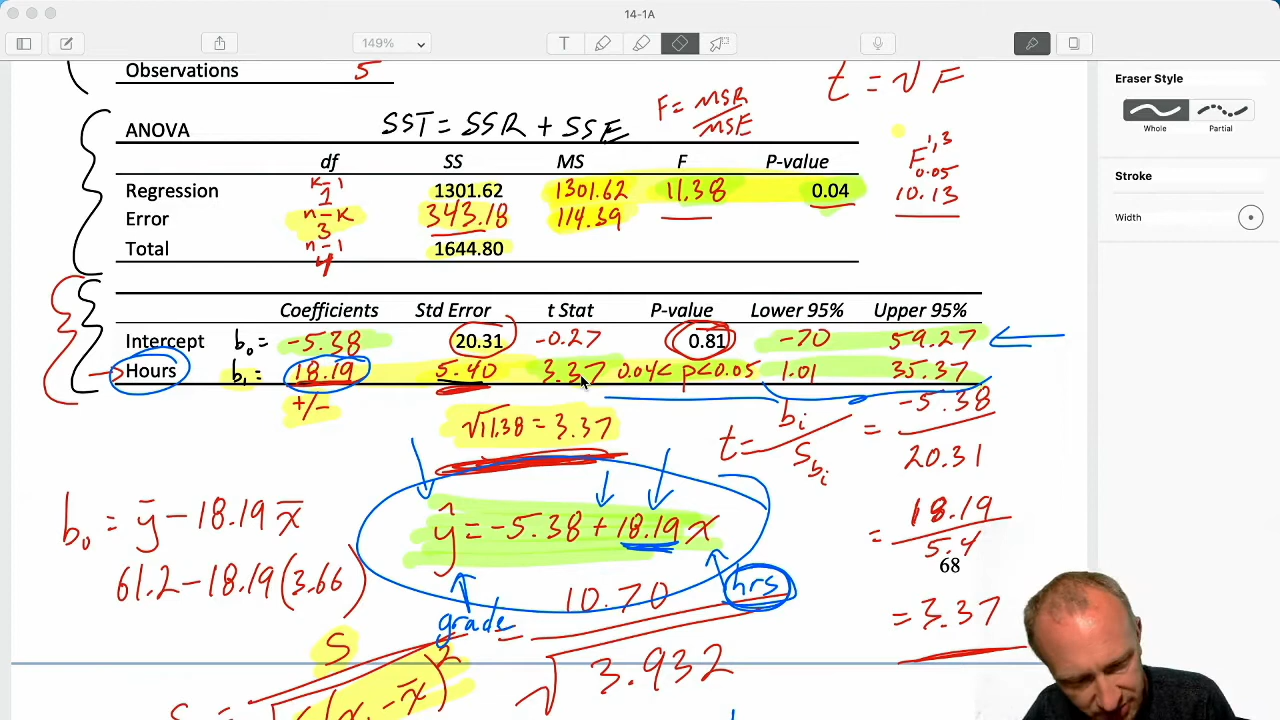 14-1A
149%
T
Eraser Style
Whole Partial
Stroke
Width
Observations 5
t = √F
ANOVA SST = SSR + SSE F = MSR/MSE
df SS MS F P-value
k-1
Regression 1 1301.62 1301.62 11.38 0.04
Error n-k 343.18 114.39
3
Total n-1 1644.80
4
F 1,3
0.05
10.13
Coefficients Std Error t Stat P-value Lower 95% Upper 95%
Intercept b₀ = -5.38 20.31 -0.27 0.81 -70 59.27
Hours b₁ = 18.19 5.40 3.37 0.04< p<0.05 1.01 35.37
+/-
√11.38 = 3.37
t = bi/Sbi = -5.38/20.31
= 18.19/5.4
68
= 3.37
b₀ = ȳ - 18.19 x̄
61.2 - 18.19(3.66)
ŷ = -5.38 + 18.19 x
hrs
grade
10.70
= √3.932
S